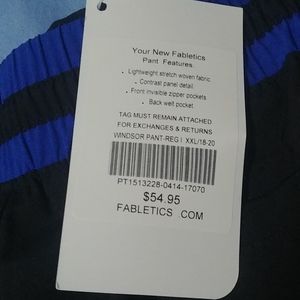 Your New Fabletics
Pant Features:
• Lightweight stretch woven fabric
• Contrast panel detail
• Front invisible zipper pockets
• Back welt pocket
TAG MUST REMAIN ATTACHED
FOR EXCHANGES & RETURNS
WINDSOR PANT-REG I XXL/18-20
PT1513228-0414-17070
$54.95
FABLETICS COM